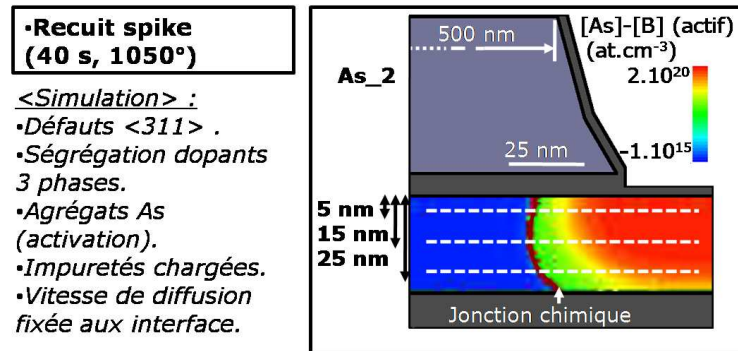 •Recuit spike
(40 s, 1050°)
<Simulation> :
•Défauts <311> .
•Ségrégation dopants
3 phases.
•Agrégats As
(activation).
•Impuretés chargées.
•Vitesse de diffusion
fixée aux interface.
500 nm
As_2
25 nm
[As]-[B] (actif)
(at.cm⁻³)
2.10²⁰
-1.10¹⁵
5 nm
15 nm
25 nm
Jonction chimique